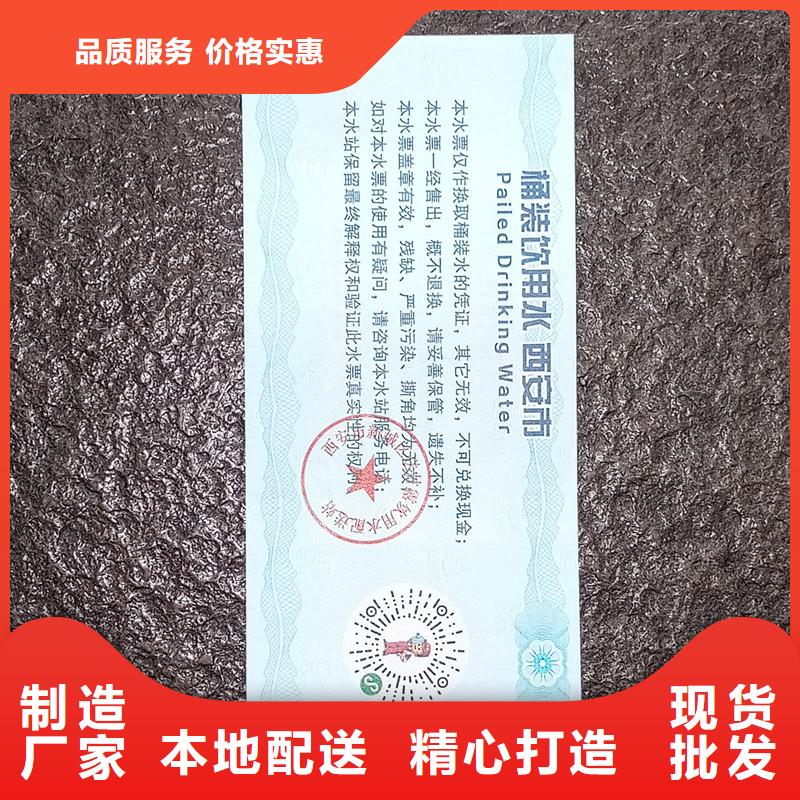 品质服务 价格实惠
桶装饮用水 西安市
Pailed Drinking Water
本水票仅作换取桶装水的凭证，其它无效，不可兑换现金；
本水票一经售出，概不退换，请妥善保管，遗失不补；
本水票盖章有效，残缺、严重污染、撕角均为无效；
如对本水票的使用有疑问，请咨询本水站服务电话；
本水站保留最终解释权和验证此水票真实性的权利
制造
厂家
本地配送
精心打造
现货
批发